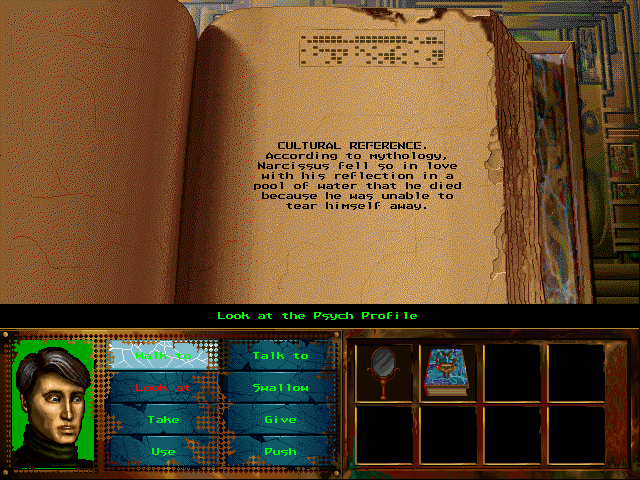 CULTURAL REFERENCE.
According to mythology,
Narcissus fell so in love
with his reflection in a
pool of water that he died
because he was unable to
tear himself away.
Look at the Psych Profile
Walk to
Talk to
Look at
Swallow
Take
Give
Use
Push